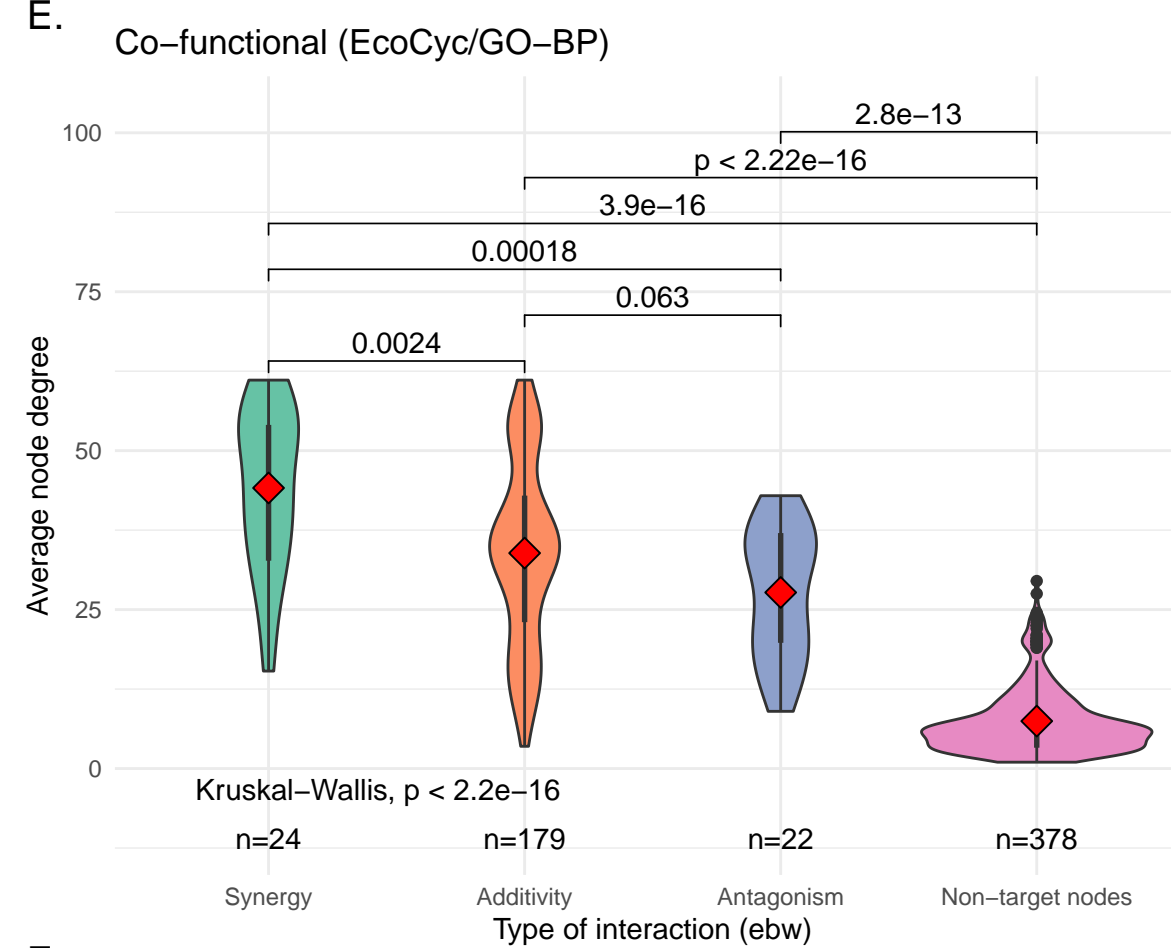 E.
Co−functional (EcoCyc/GO−BP)
2.8e−13
100
p < 2.22e−16
3.9e−16
0.00018
75
0.063
0.0024
Average node degree
50
25
0
Kruskal−Wallis, p < 2.2e−16
n=24 n=179 n=22 n=378
Synergy Additivity Antagonism Non−target nodes
Type of interaction (ebw)